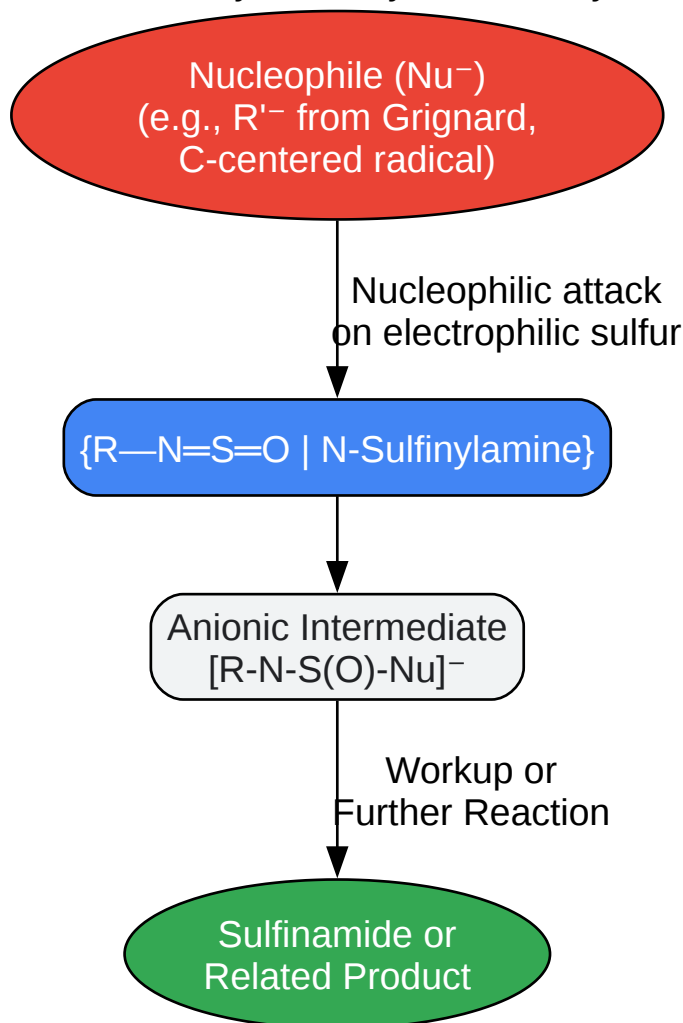 Nucleophile (Nu⁻)
(e.g., R'⁻ from Grignard,
C-centered radical)
Nucleophilic attack
on electrophilic sulfur
{R—N═S═O | N-Sulfinylamine}
Anionic Intermediate
[R-N-S(O)-Nu]⁻
Workup or
Further Reaction
Sulfinamide or
Related Product